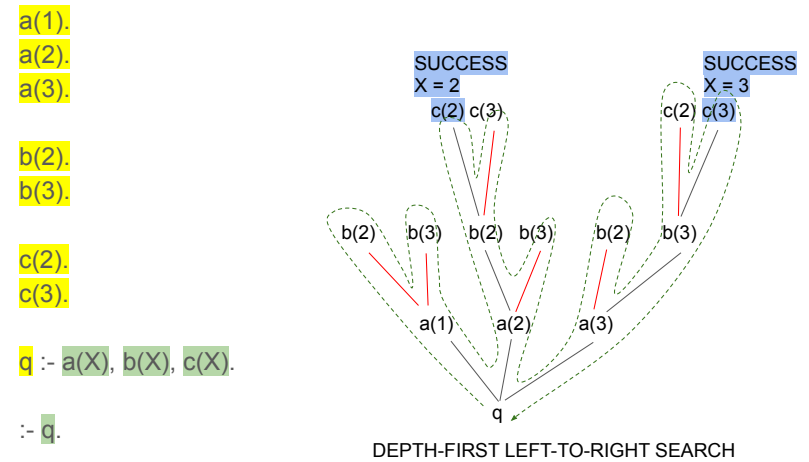 a(1).
a(2).
a(3).
b(2).
b(3).
c(2).
c(3).
q :- a(X), b(X), c(X).
:- q.
SUCCESS
X = 2
c(2) c(3)
SUCCESS
X = 3
c(2) c(3)
b(2) b(3) b(2) b(3) b(2) b(3)
a(1) a(2) a(3)
q
DEPTH-FIRST LEFT-TO-RIGHT SEARCH